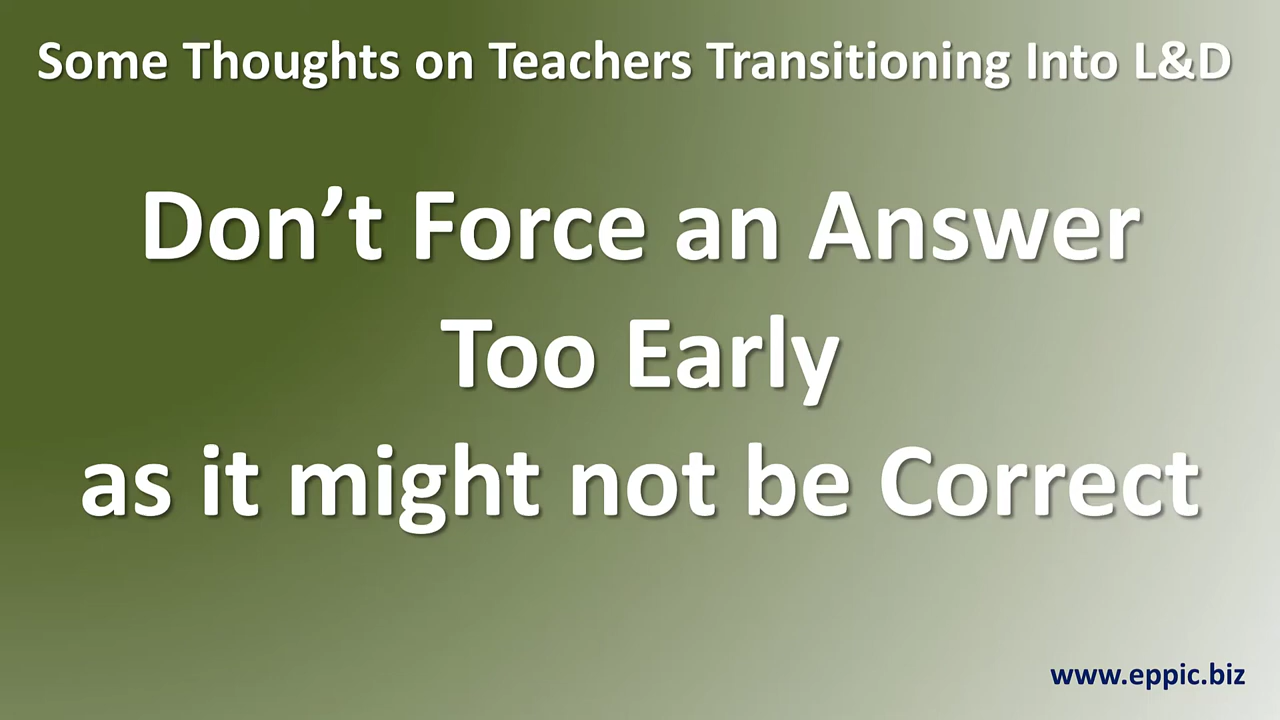 Some Thoughts on Teachers Transitioning Into L&D
Don’t Force an Answer
Too Early
as it might not be Correct
www.eppic.biz